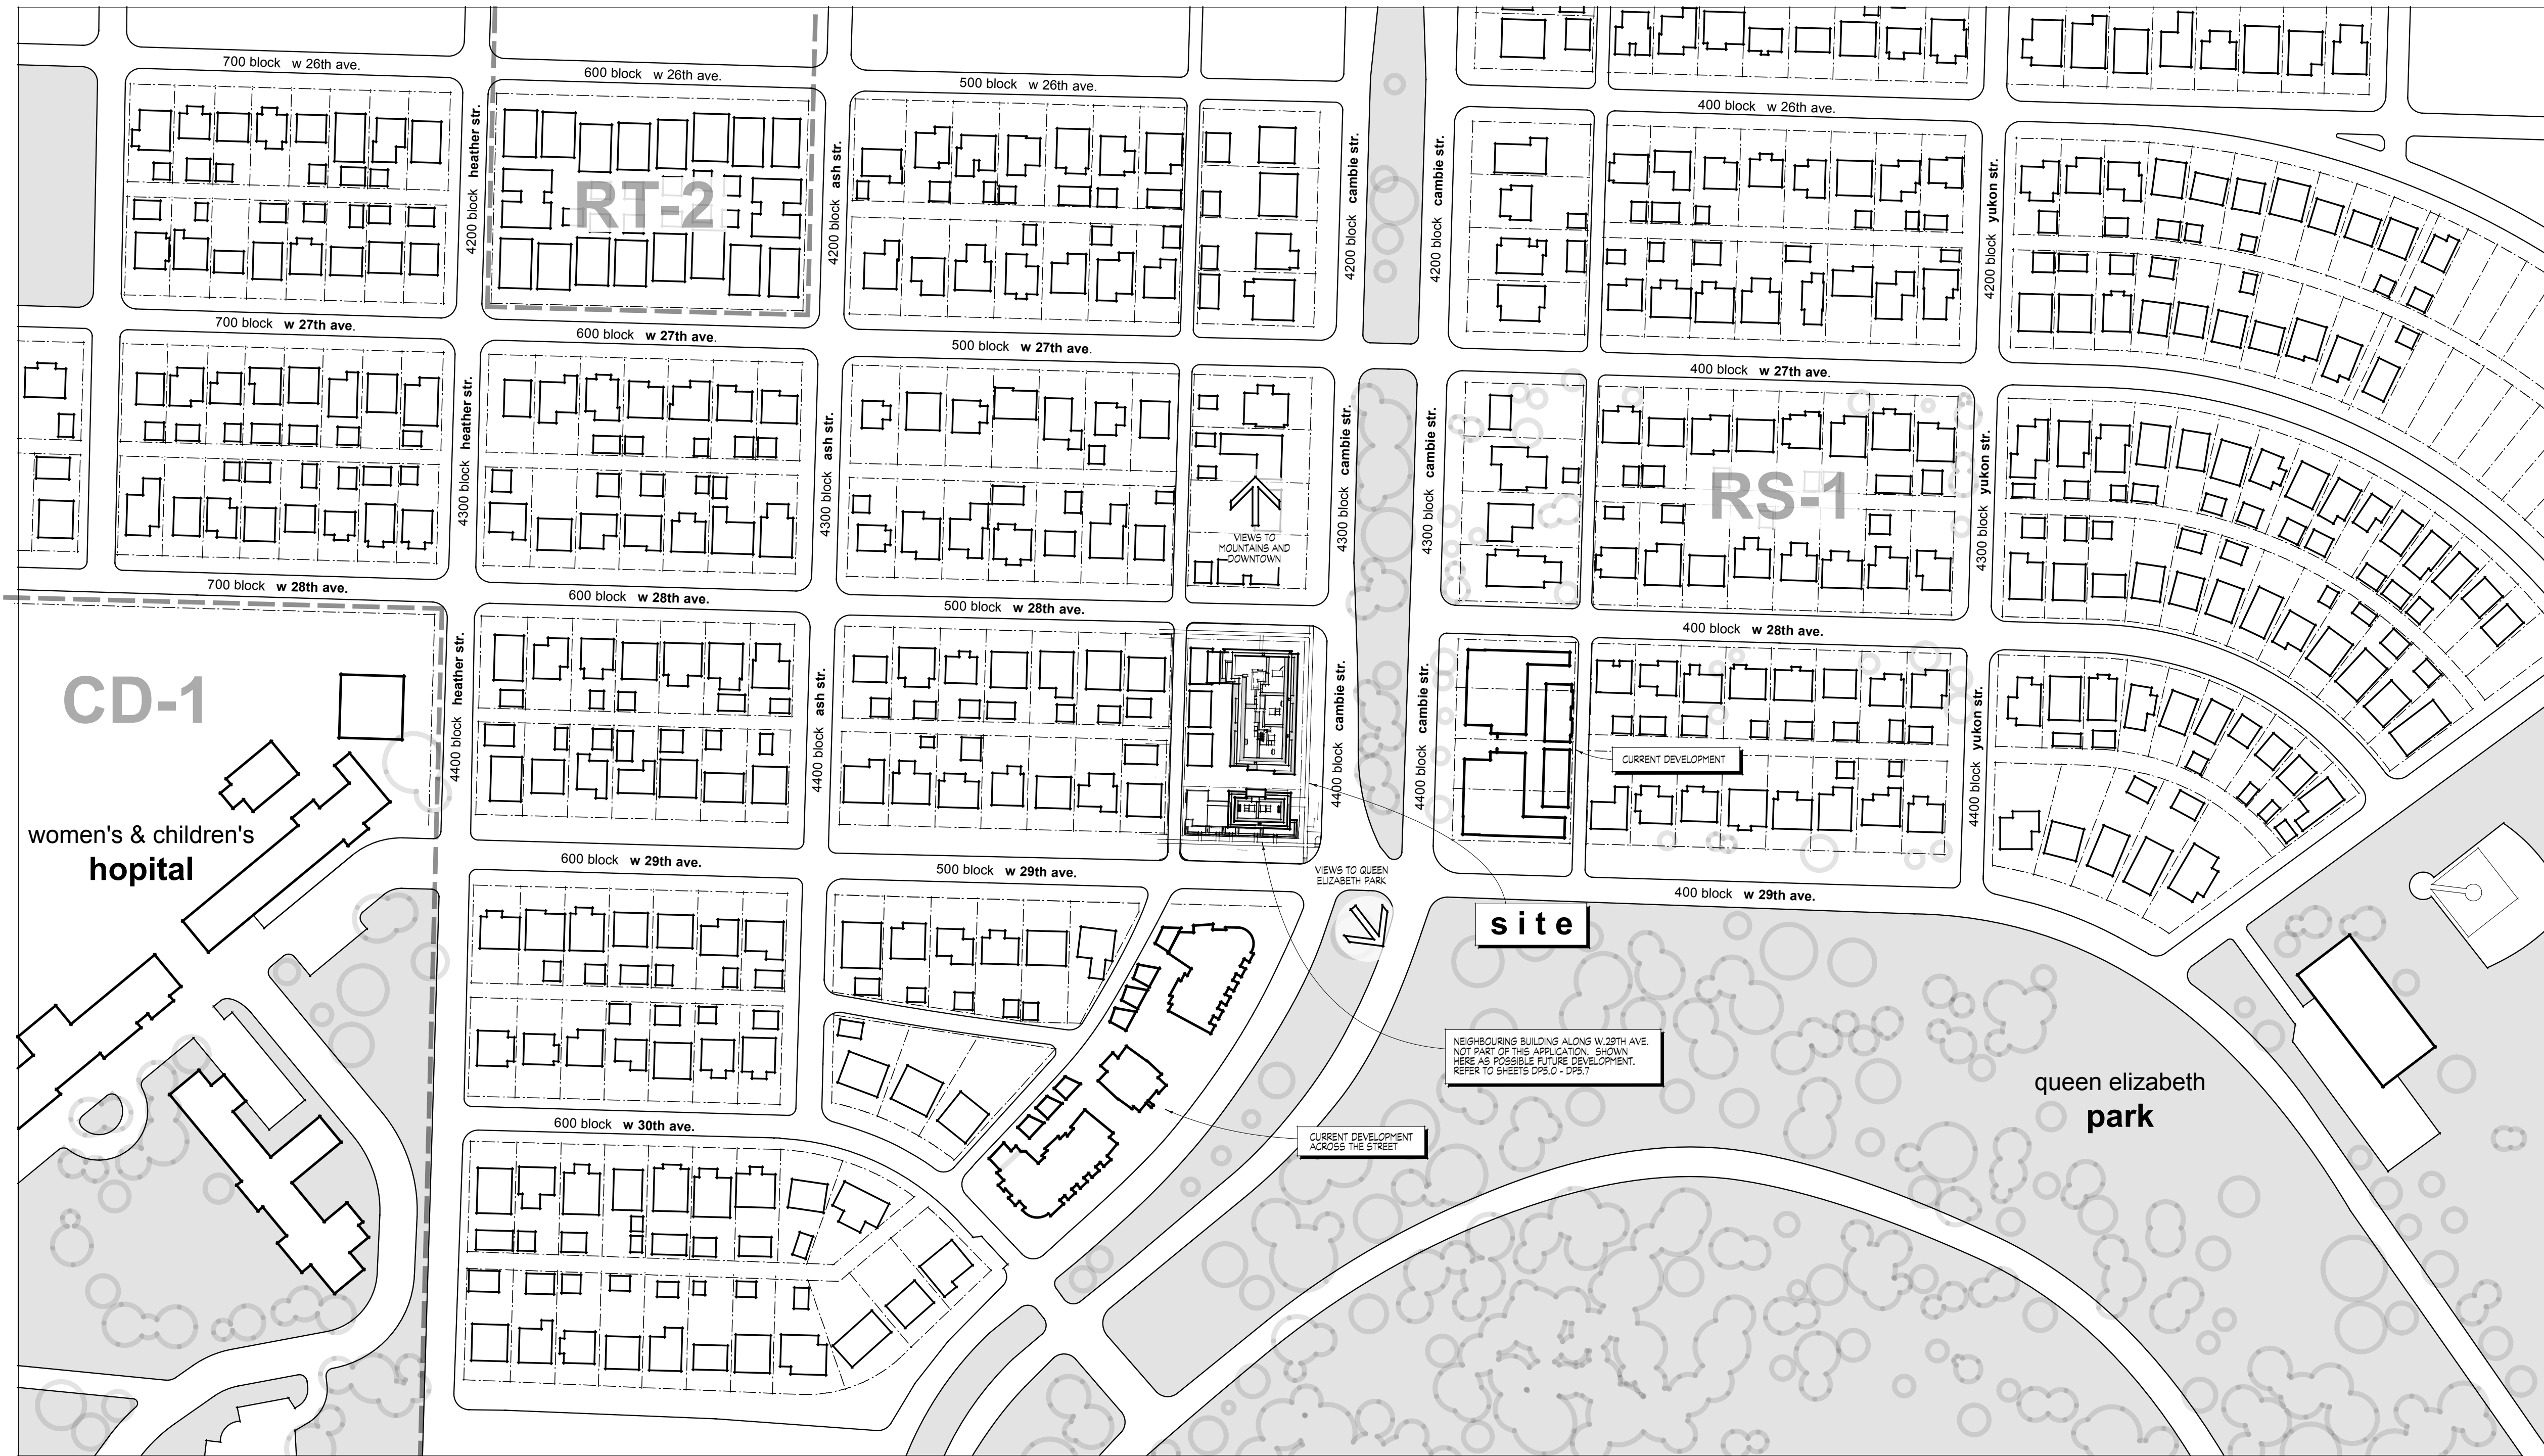 700 block w 26th ave.
600 block w 26th ave.
500 block w 26th ave.
400 block w 26th ave.
4200 block heather str.
RT-2
4200 block ash str.
4200 block cambie str.
4200 block cambie str.
4200 block yukon str.
700 block w 27th ave.
600 block w 27th ave.
500 block w 27th ave.
400 block w 27th ave.
4300 block heather str.
4300 block ash str.
VIEWS TO
MOUNTAINS AND
DOWNTOWN
4300 block cambie str.
4300 block cambie str.
RS-1
4300 block yukon str.
700 block w 28th ave.
600 block w 28th ave.
500 block w 28th ave.
400 block w 28th ave.
CD-1
4400 block heather str.
4400 block ash str.
4400 block cambie str.
4400 block cambie str.
CURRENT DEVELOPMENT
4400 block yukon str.
women's & children's
hopital
600 block w 29th ave.
500 block w 29th ave.
VIEWS TO QUEEN
ELIZABETH PARK
400 block w 29th ave.
site
NEIGHBOURING BUILDING ALONG W.29TH AVE.
NOT PART OF THIS APPLICATION. SHOWN
HERE AS POSSIBLE FUTURE DEVELOPMENT.
REFER TO SHEETS DP5.0 - DP5.7
queen elizabeth
park
600 block w 30th ave.
CURRENT DEVELOPMENT
ACROSS THE STREET